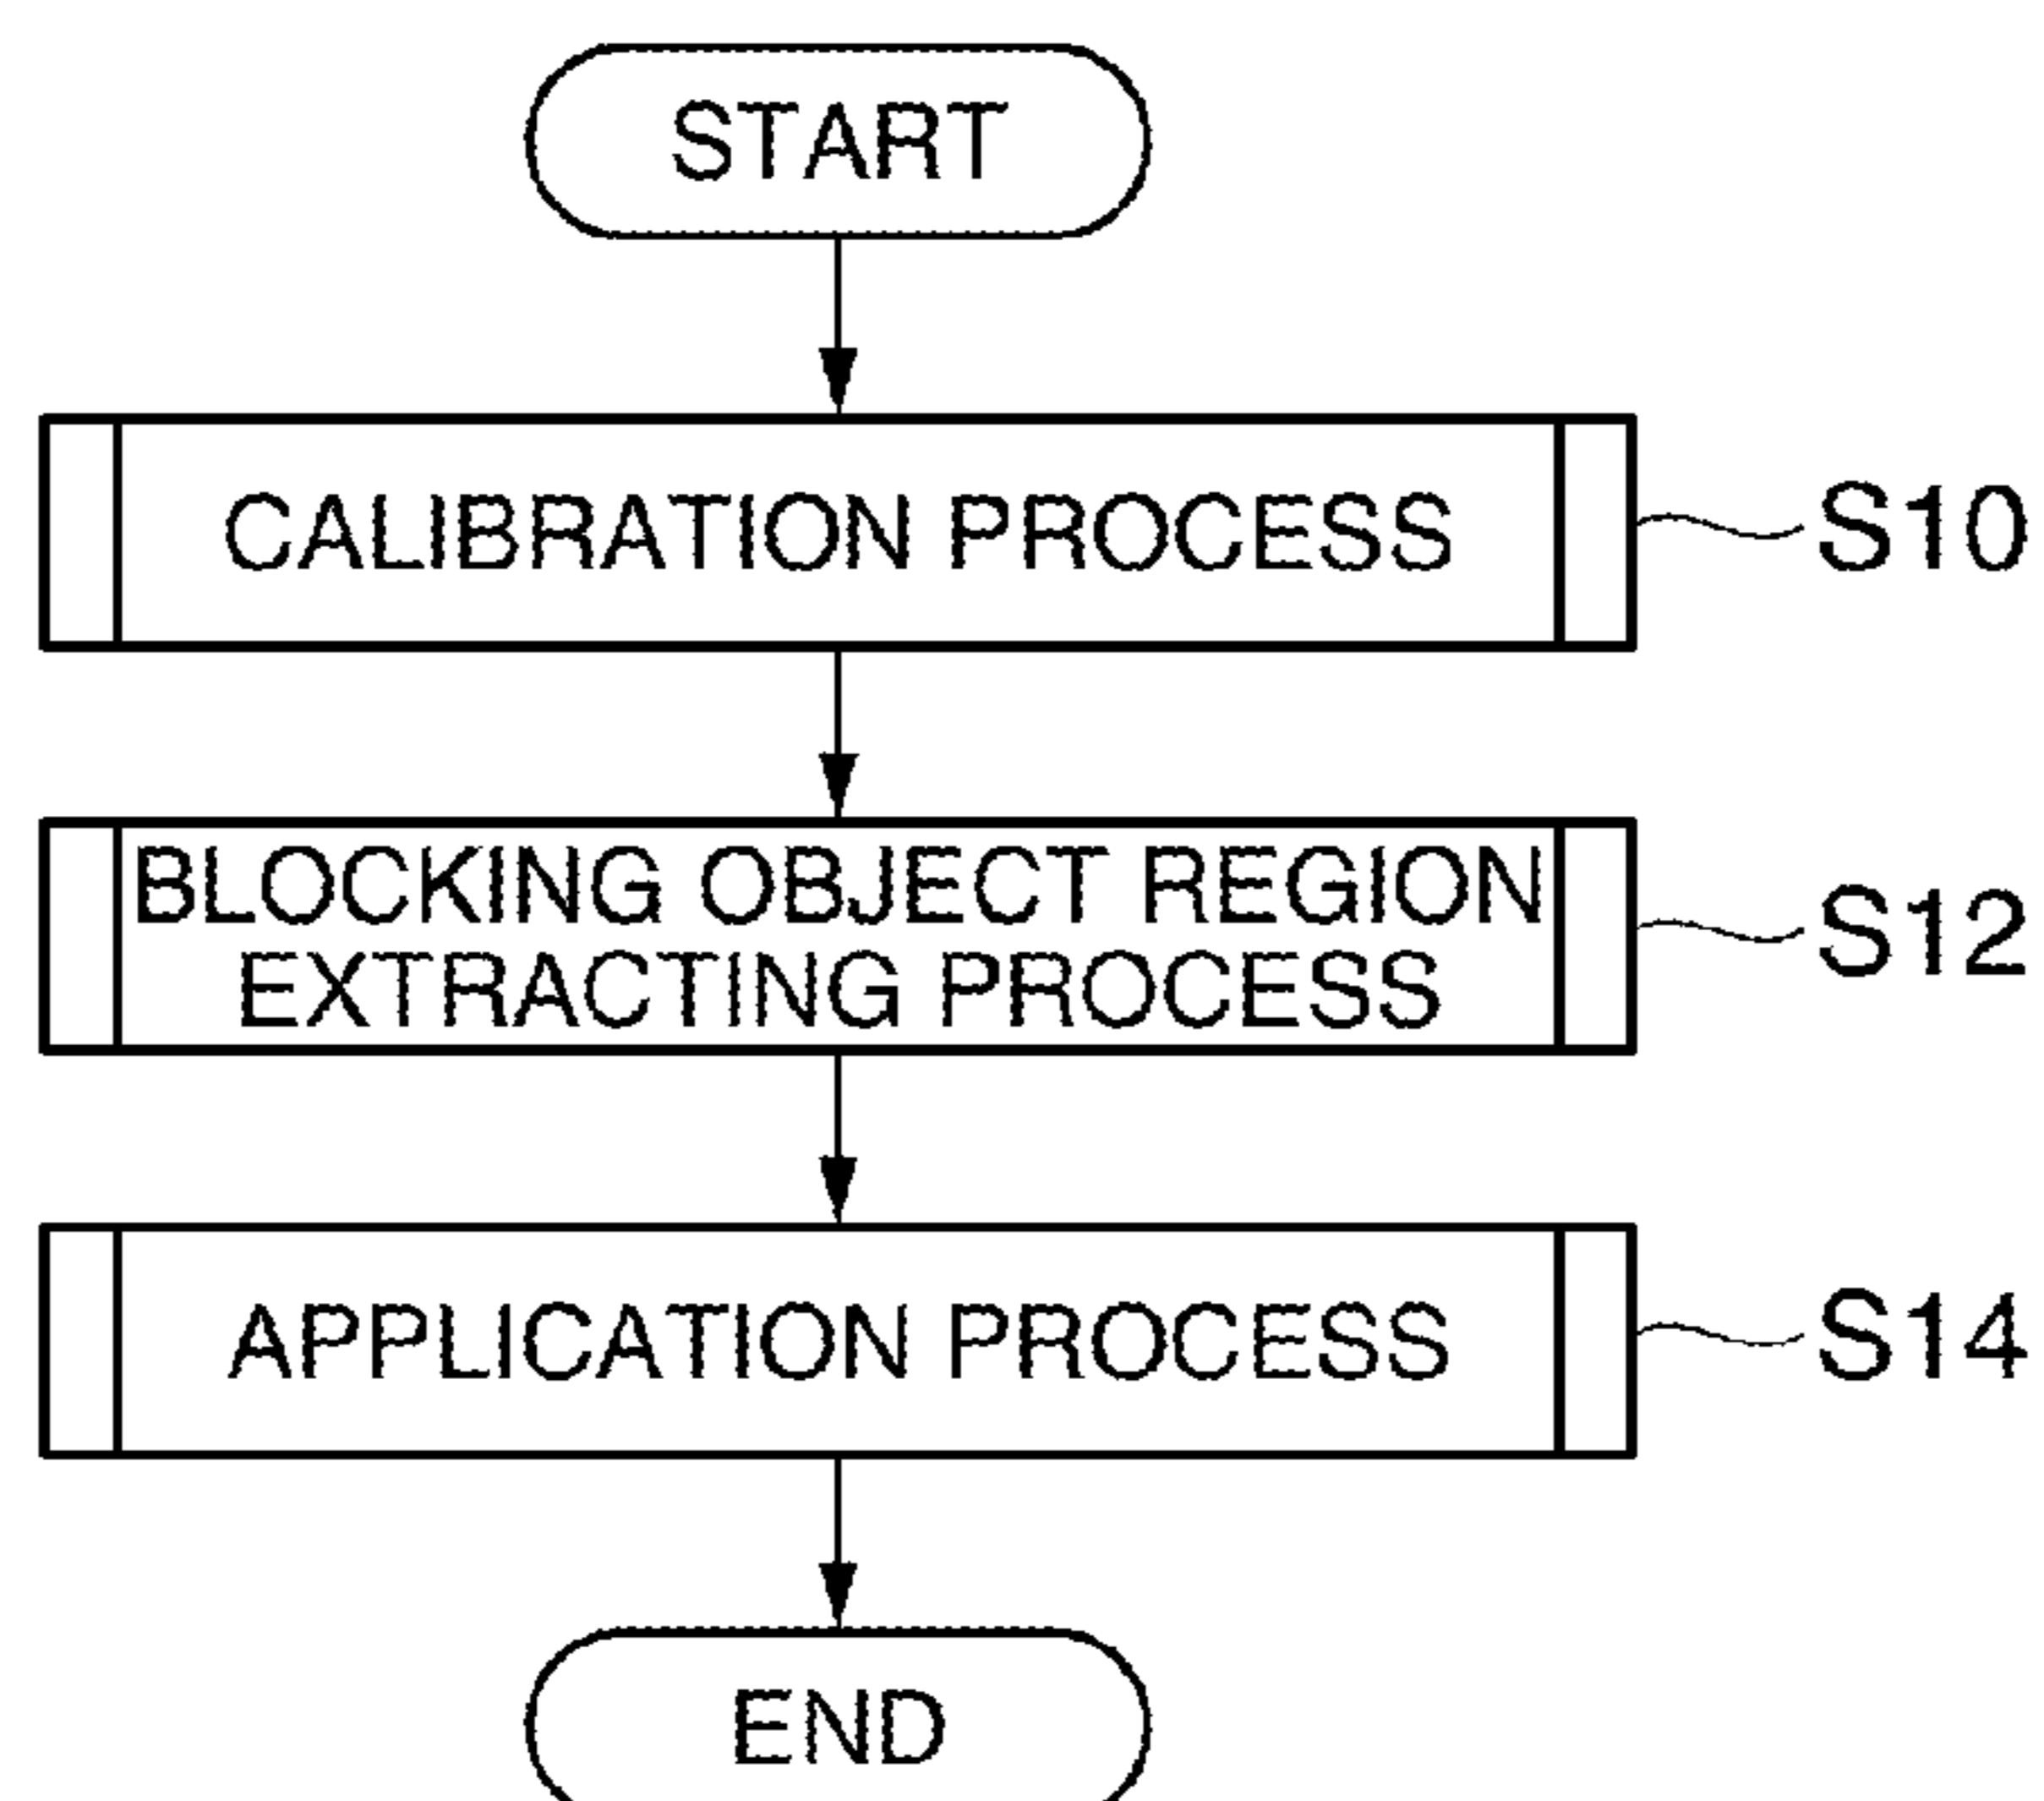 START
CALIBRATION PROCESS
S10
BLOCKING OBJECT REGION
EXTRACTING PROCESS
S12
APPLICATION PROCESS
S14
END